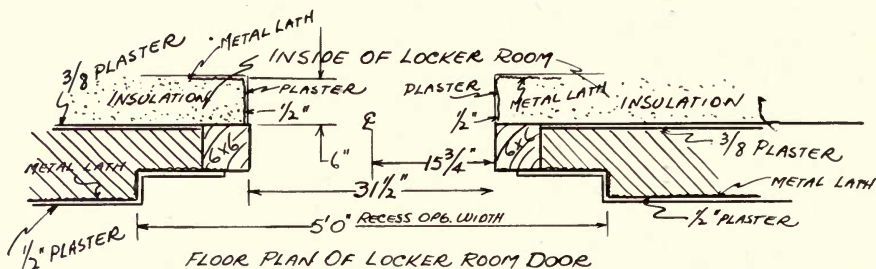 METAL LATH
3/8 PLASTER
INSIDE OF LOCKER ROOM
PLASTER
PLASTER
INSULATION
METAL LATH
INSULATION
1/2"
1/2"
℄
3/8 PLASTER
6x6
6"
15 3/4"
6x6
METAL LATH
31 1/2"
METAL LATH
1/2" PLASTER
5'0" RECESS OPG. WIDTH
1/2" PLASTER
FLOOR PLAN OF LOCKER ROOM DOOR